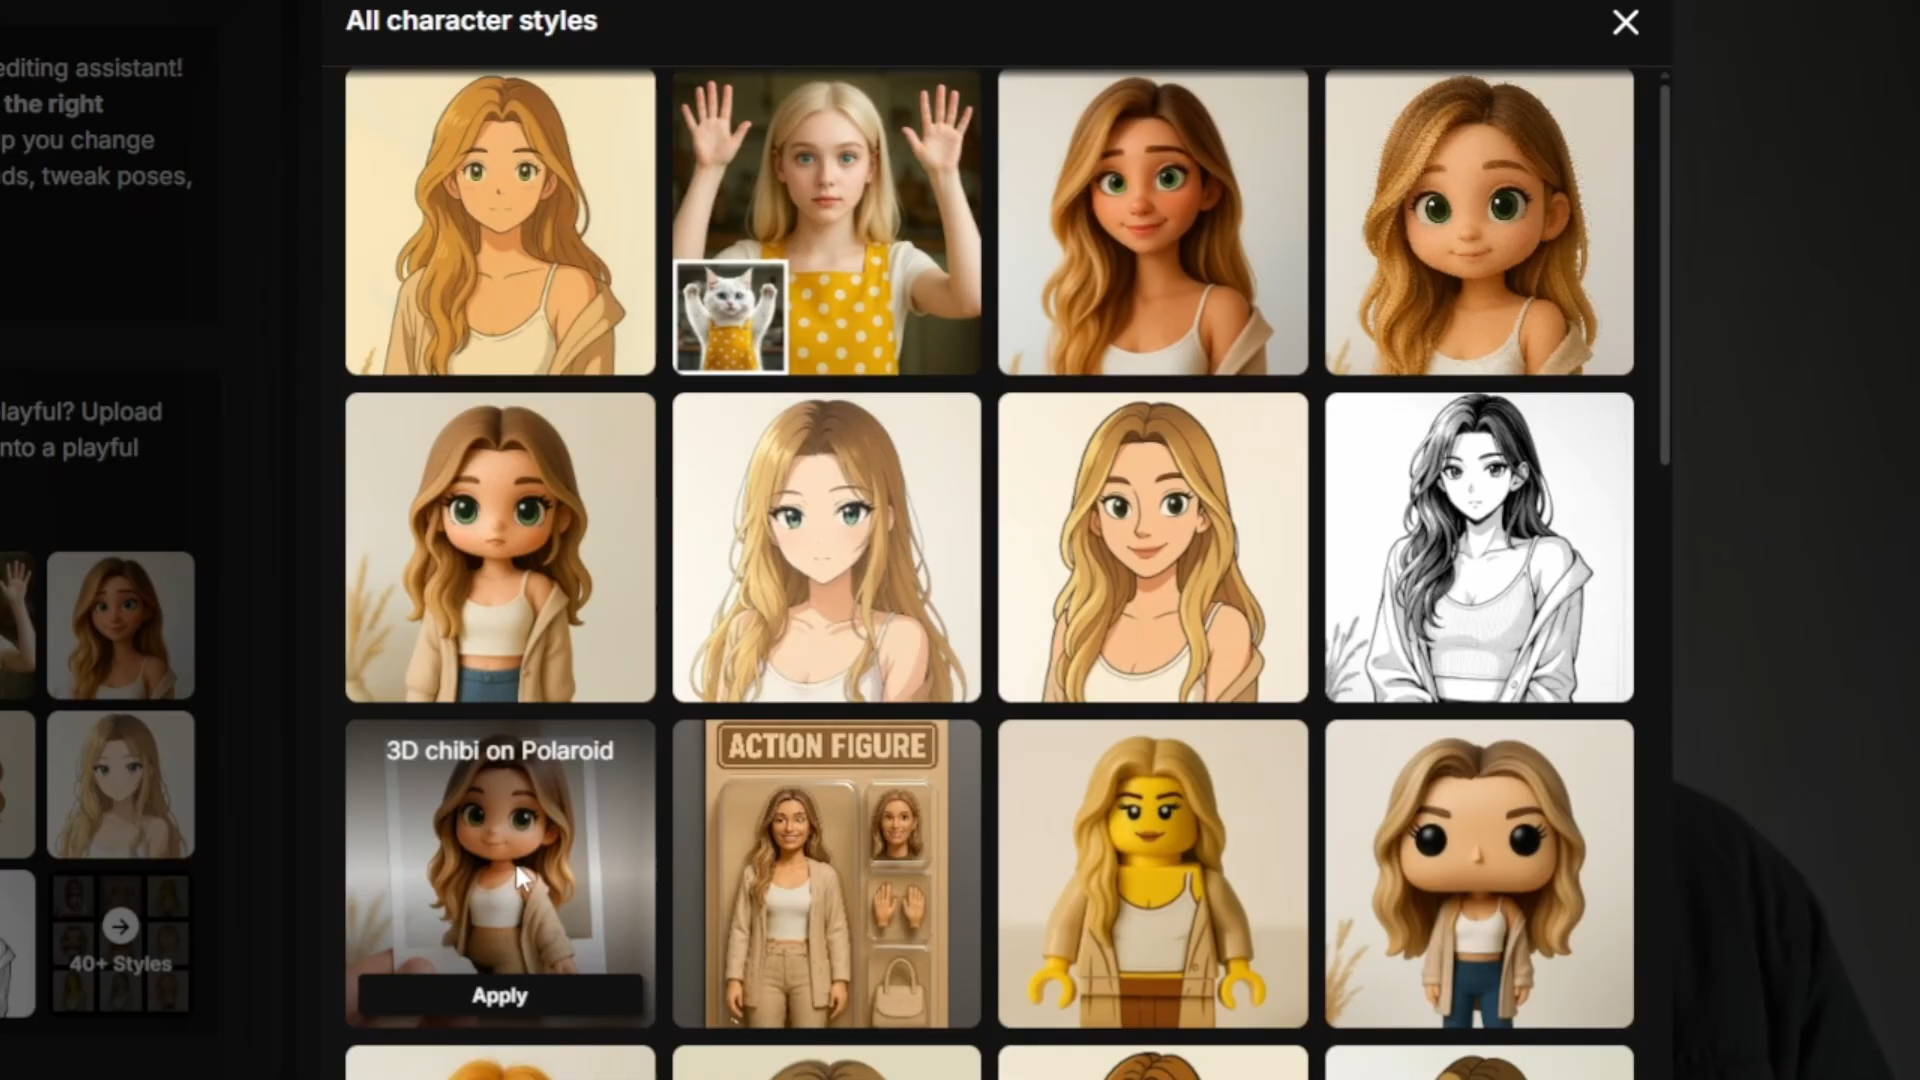 All character styles
editing assistant!
the right
p you change
ds, tweak poses,
layful? Upload
nto a playful
3D chibi on Polaroid
ACTION FIGURE
40+ Styles
Apply